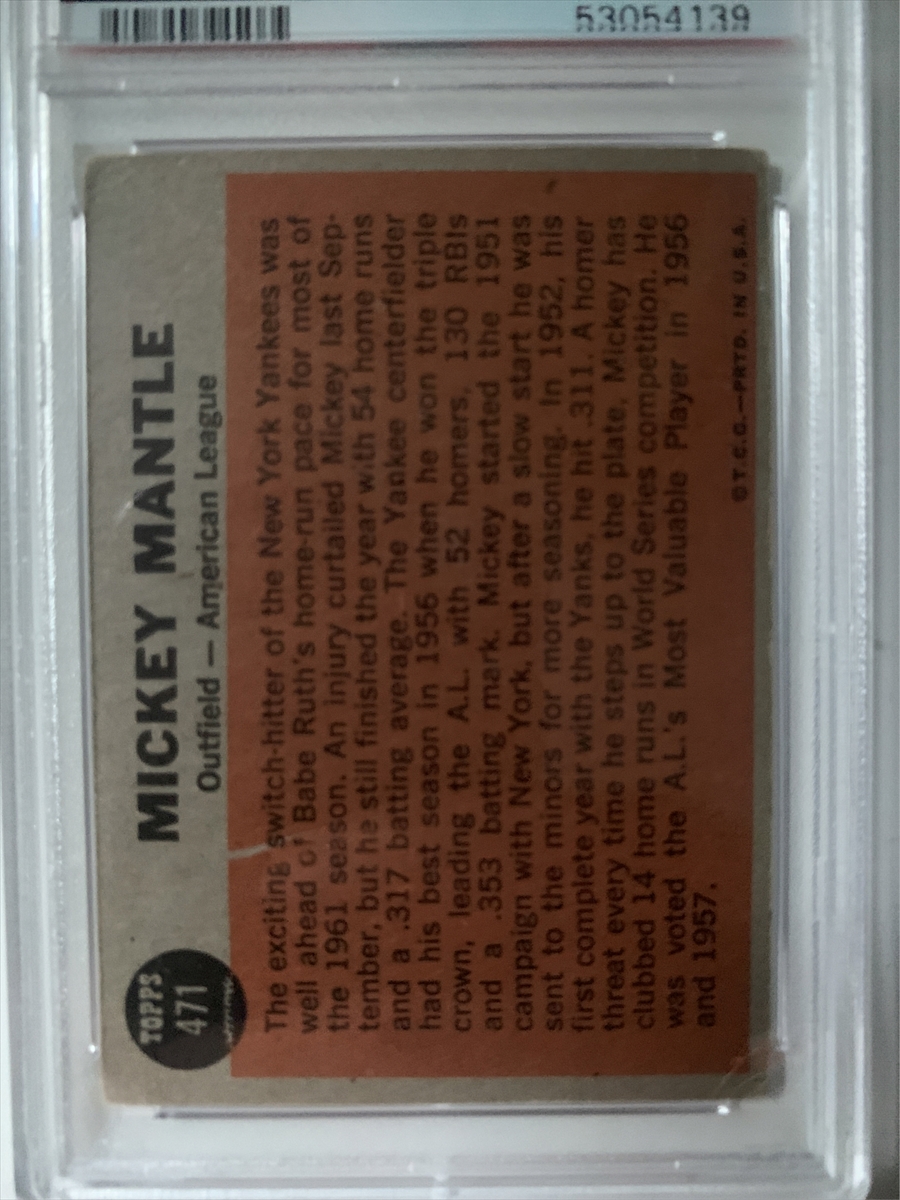 53054139
TOPPS
471
MICKEY MANTLE
Outfield — American League
The exciting switch-hitter of the New York Yankees was
well ahead of Babe Ruth's home-run pace for most of
the 1961 season. An injury curtailed Mickey last Sep-
tember, but he still finished the year with 54 home runs
and a .317 batting average. The Yankee centerfielder
had his best season in 1956 when he won the triple
crown, leading the A.L. with 52 homers, 130 RBIs
and a .353 batting mark. Mickey started the 1951
campaign with New York, but after a slow start he was
sent to the minors for more seasoning. In 1952, his
first complete year with the Yanks, he hit .311. A homer
threat every time he steps up to the plate, Mickey has
clubbed 14 home runs in World Series competition. He
was voted the A.L.'s Most Valuable Player in 1956
and 1957.
©T.C.G.—PRTD. IN U.S.A.